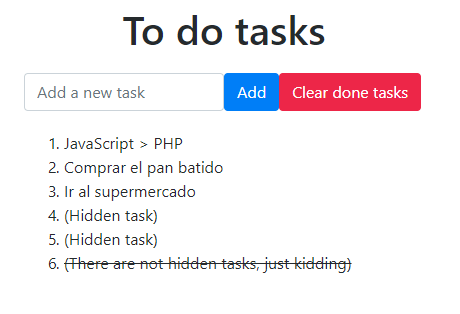 To do tasks
Add a new task Add Clear done tasks
1. JavaScript > PHP
2. Comprar el pan batido
3. Ir al supermercado
4. (Hidden task)
5. (Hidden task)
6. (There are not hidden tasks, just kidding)